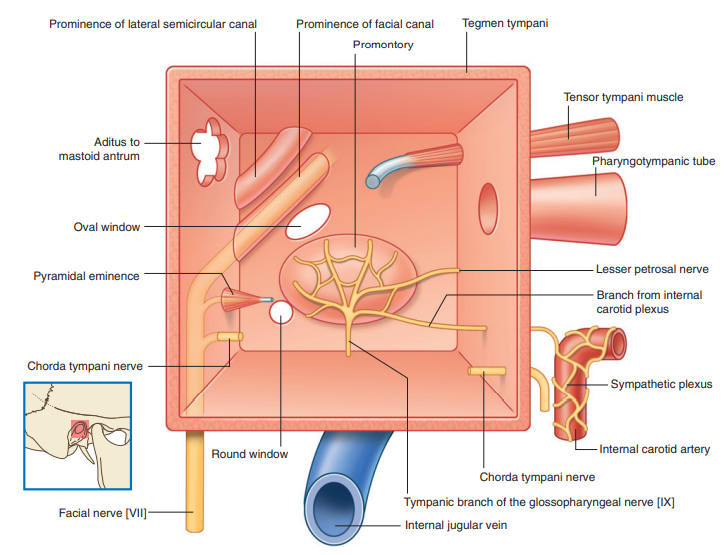 Prominence of lateral semicircular canal
Prominence of facial canal
Tegmen tympani
Promontory
Tensor tympani muscle
Aditus to
mastoid antrum
Pharyngotympanic tube
Oval window
Pyramidal eminence
Lesser petrosal nerve
Branch from internal
carotid plexus
Chorda tympani nerve
Sympathetic plexus
Round window
Internal carotid artery
Chorda tympani nerve
Tympanic branch of the glossopharyngeal nerve [IX]
Facial nerve [VII]
Internal jugular vein